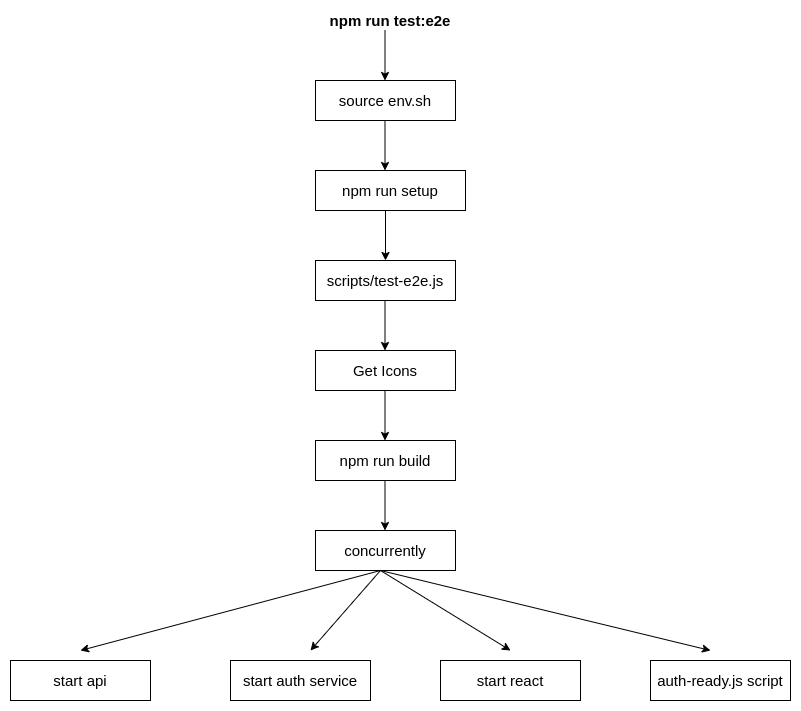 npm run test:e2e
source env.sh
npm run setup
scripts/test-e2e.js
Get Icons
npm run build
concurrently
start api
start auth service
start react
auth-ready.js script